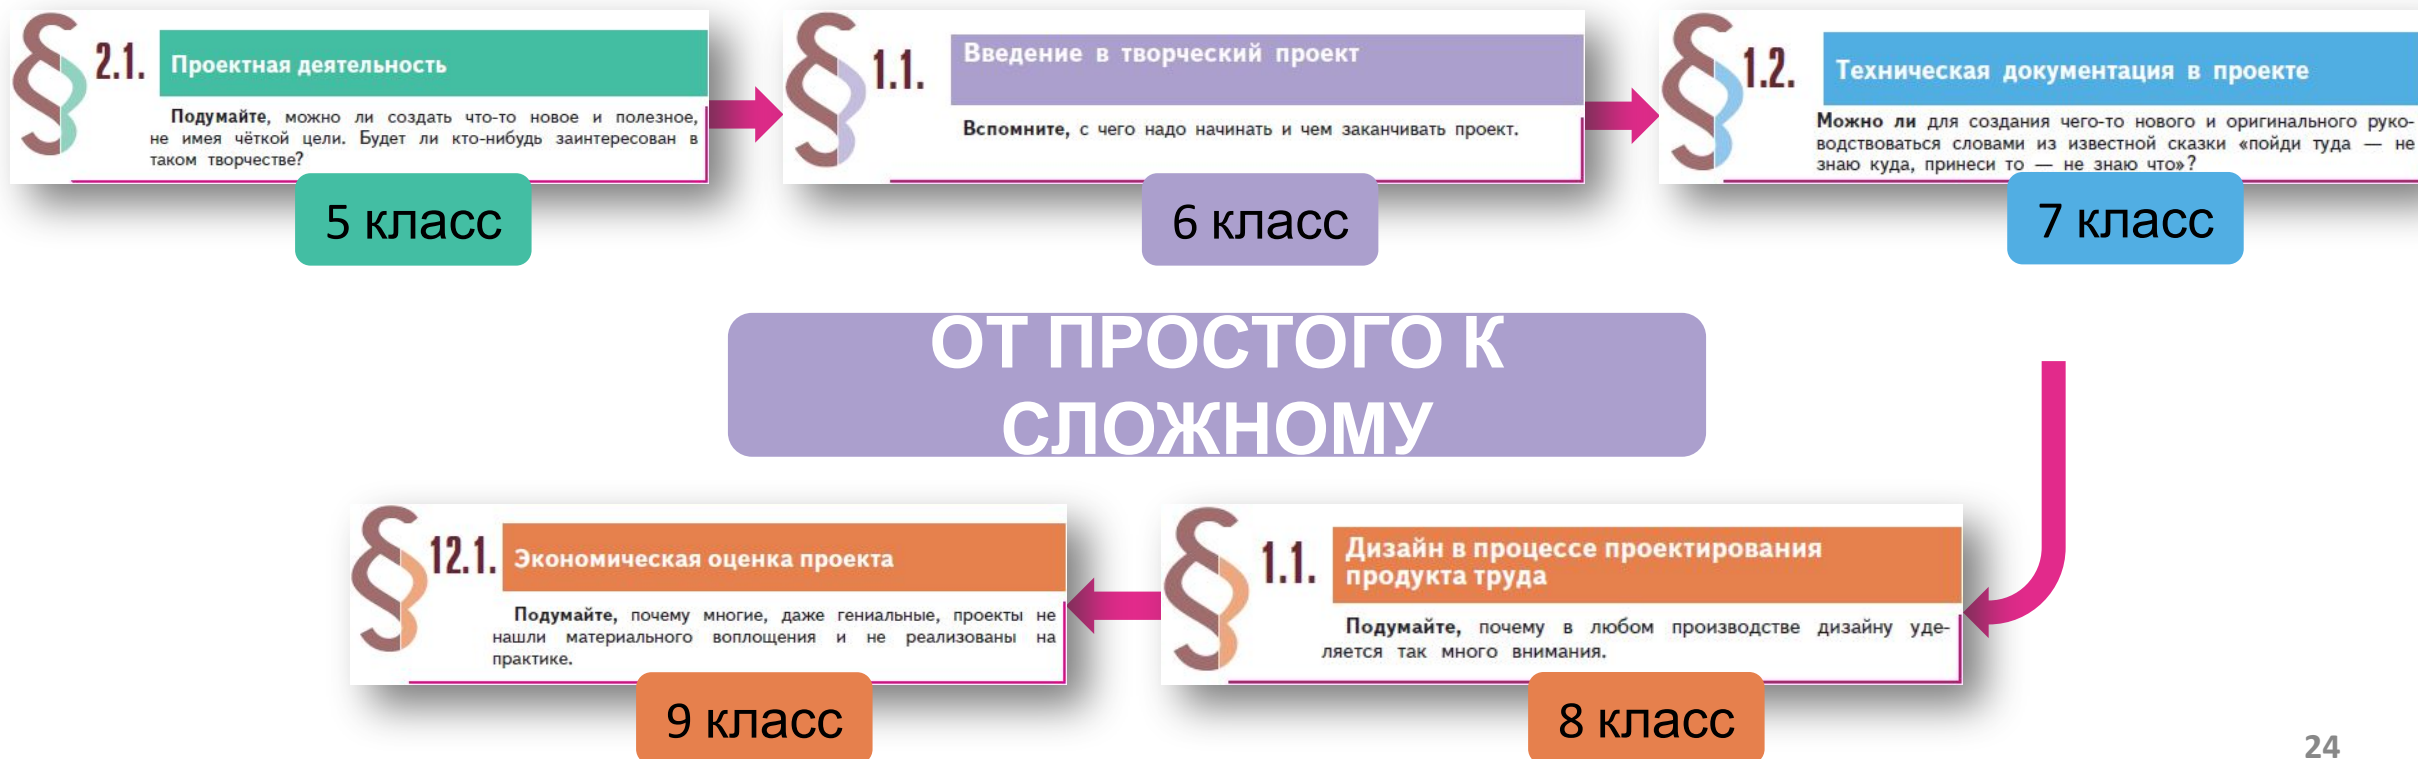 § 2.1. Проектная деятельность
Подумайте, можно ли создать что-то новое и полезное,
не имея чёткой цели. Будет ли кто-нибудь заинтересован в
таком творчестве?
5 класс
§ 1.1. Введение в творческий проект
Вспомните, с чего надо начинать и чем заканчивать проект.
6 класс
§ 1.2. Техническая документация в проекте
Можно ли для создания чего-то нового и оригинального руко-
водствоваться словами из известной сказки «пойди туда — не
знаю куда, принеси то — не знаю что»?
7 класс
ОТ ПРОСТОГО К
СЛОЖНОМУ
§ 12.1. Экономическая оценка проекта
Подумайте, почему многие, даже гениальные, проекты не
нашли материального воплощения и не реализованы на
практике.
9 класс
§ 1.1. Дизайн в процессе проектирования
продукта труда
Подумайте, почему в любом производстве дизайну уде-
ляется так много внимания.
8 класс
24